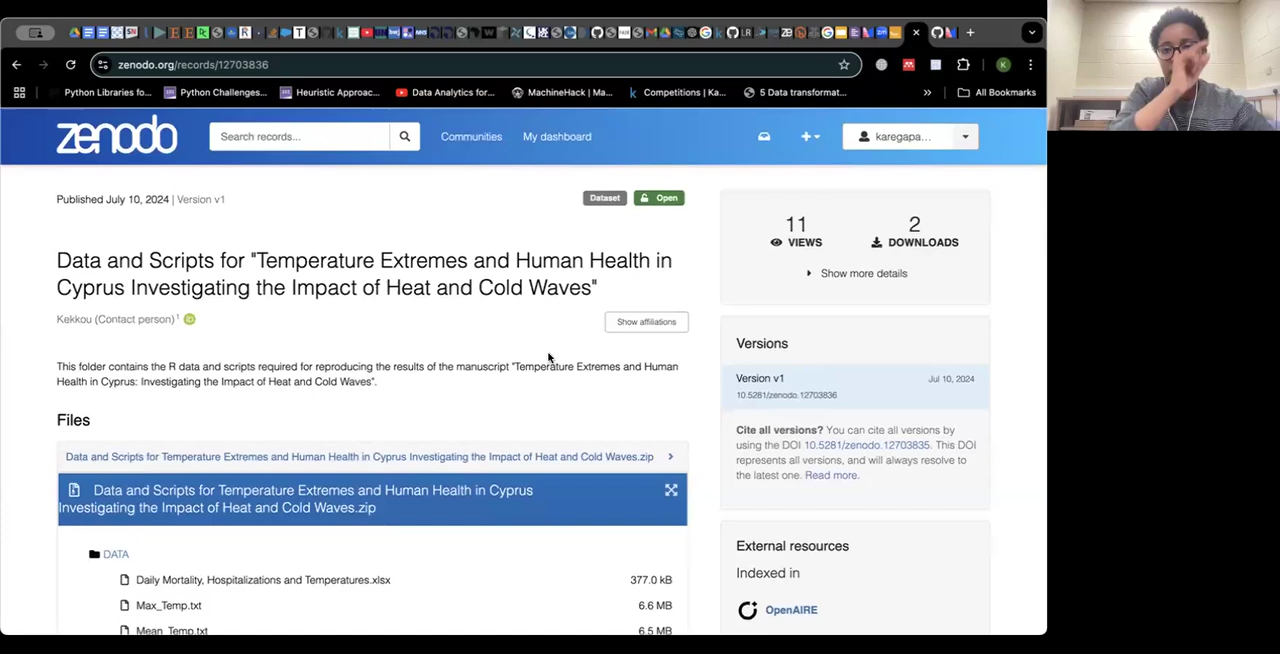 zenodo.org/records/12703836
Python Libraries fo...
Python Challenges...
Heuristic Approac...
Data Analytics for...
MachineHack | Ma...
Competitions | Ka...
5 Data transformat...
»
All Bookmarks
zenodo
Search records...
Communities
My dashboard
karegapa...
Published July 10, 2024 | Version v1
Dataset
Open
Data and Scripts for "Temperature Extremes and Human Health in
Cyprus Investigating the Impact of Heat and Cold Waves"
Kekkou (Contact person) 1
Show affiliations
This folder contains the R data and scripts required for reproducing the results of the manuscript "Temperature Extremes and Human
Health in Cyprus: Investigating the Impact of Heat and Cold Waves".
Files
Data and Scripts for Temperature Extremes and Human Health in Cyprus Investigating the Impact of Heat and Cold Waves.zip
Data and Scripts for Temperature Extremes and Human Health in Cyprus
Investigating the Impact of Heat and Cold Waves.zip
DATA
Daily Mortality, Hospitalizations and Temperatures.xlsx 377.0 kB
Max_Temp.txt 6.6 MB
Mean_Temp.txt 6.5 MB
11
VIEWS
2
DOWNLOADS
Show more details
Versions
Version v1 Jul 10, 2024
10.5281/zenodo.12703836
Cite all versions? You can cite all versions by
using the DOI 10.5281/zenodo.12703835. This DOI
represents all versions, and will always resolve to
the latest one. Read more.
External resources
Indexed in
OpenAIRE